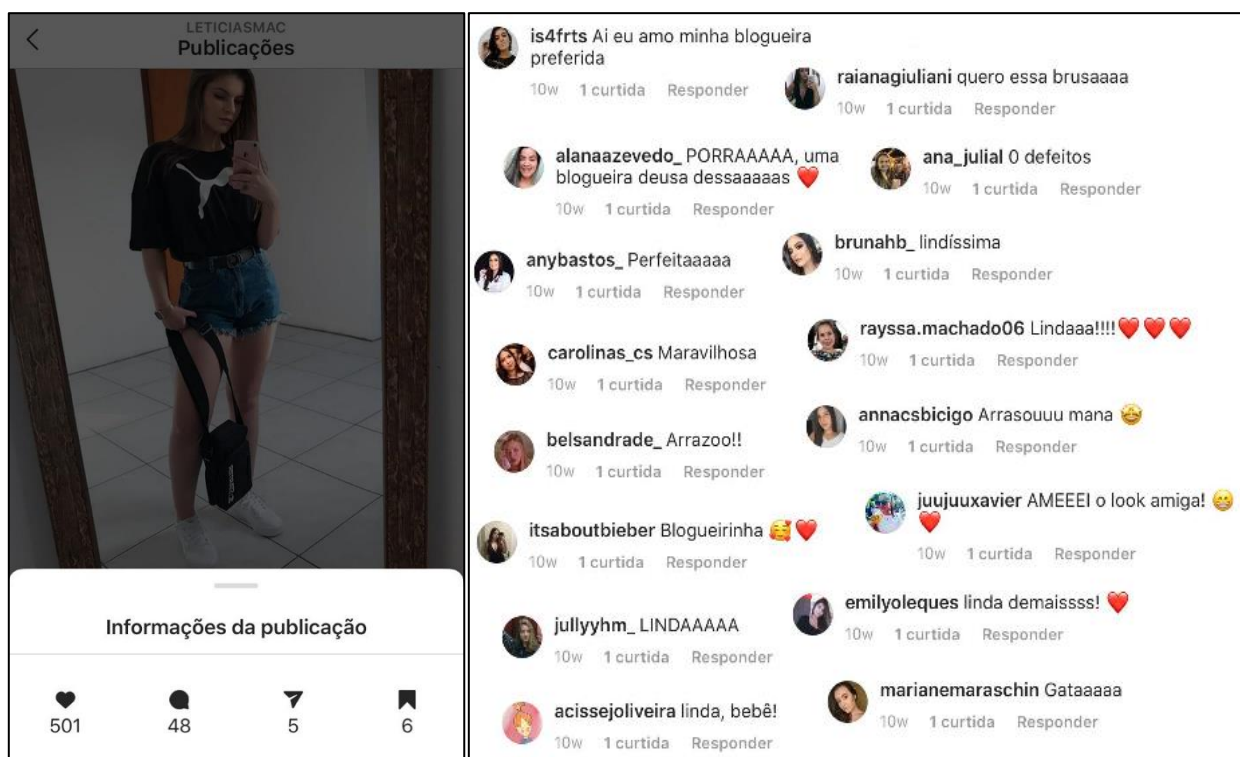 LETICIASMAC
Publicações
Informações da publicação
501
48
5
6
is4frts Ai eu amo minha blogueira
preferida
10w 1 curtida Responder
raianagiuliani quero essa brusaaaa
10w 1 curtida Responder
alanaazevedo_ PORRAAAAA, uma
blogueira deusa dessaaaaas ❤️
10w 1 curtida Responder
ana_julial 0 defeitos
10w 1 curtida Responder
anybastos_ Perfeitaaaaa
10w 1 curtida Responder
brunahb_ lindíssima
10w 1 curtida Responder
carolinas_cs Maravilhosa
10w 1 curtida Responder
rayssa.machado06 Lindaaa!!!!❤️❤️❤️
10w 1 curtida Responder
belsandrade_ Arrazoo!!
10w 1 curtida Responder
annacsbicigo Arrasouuu mana 🤩
10w 1 curtida Responder
itsaboutbieber Blogueirinha 🥰❤️
10w 1 curtida Responder
juujuuxavier AMEEEI o look amiga! 😁
❤️
10w 1 curtida Responder
jullyyhm_ LINDAAAAA
10w 1 curtida Responder
emilyoleques linda demaissss! ❤️
10w 1 curtida Responder
acissejoliveira linda, bebê!
10w 1 curtida Responder
marianemaraschin Gataaaaa
10w 1 curtida Responder